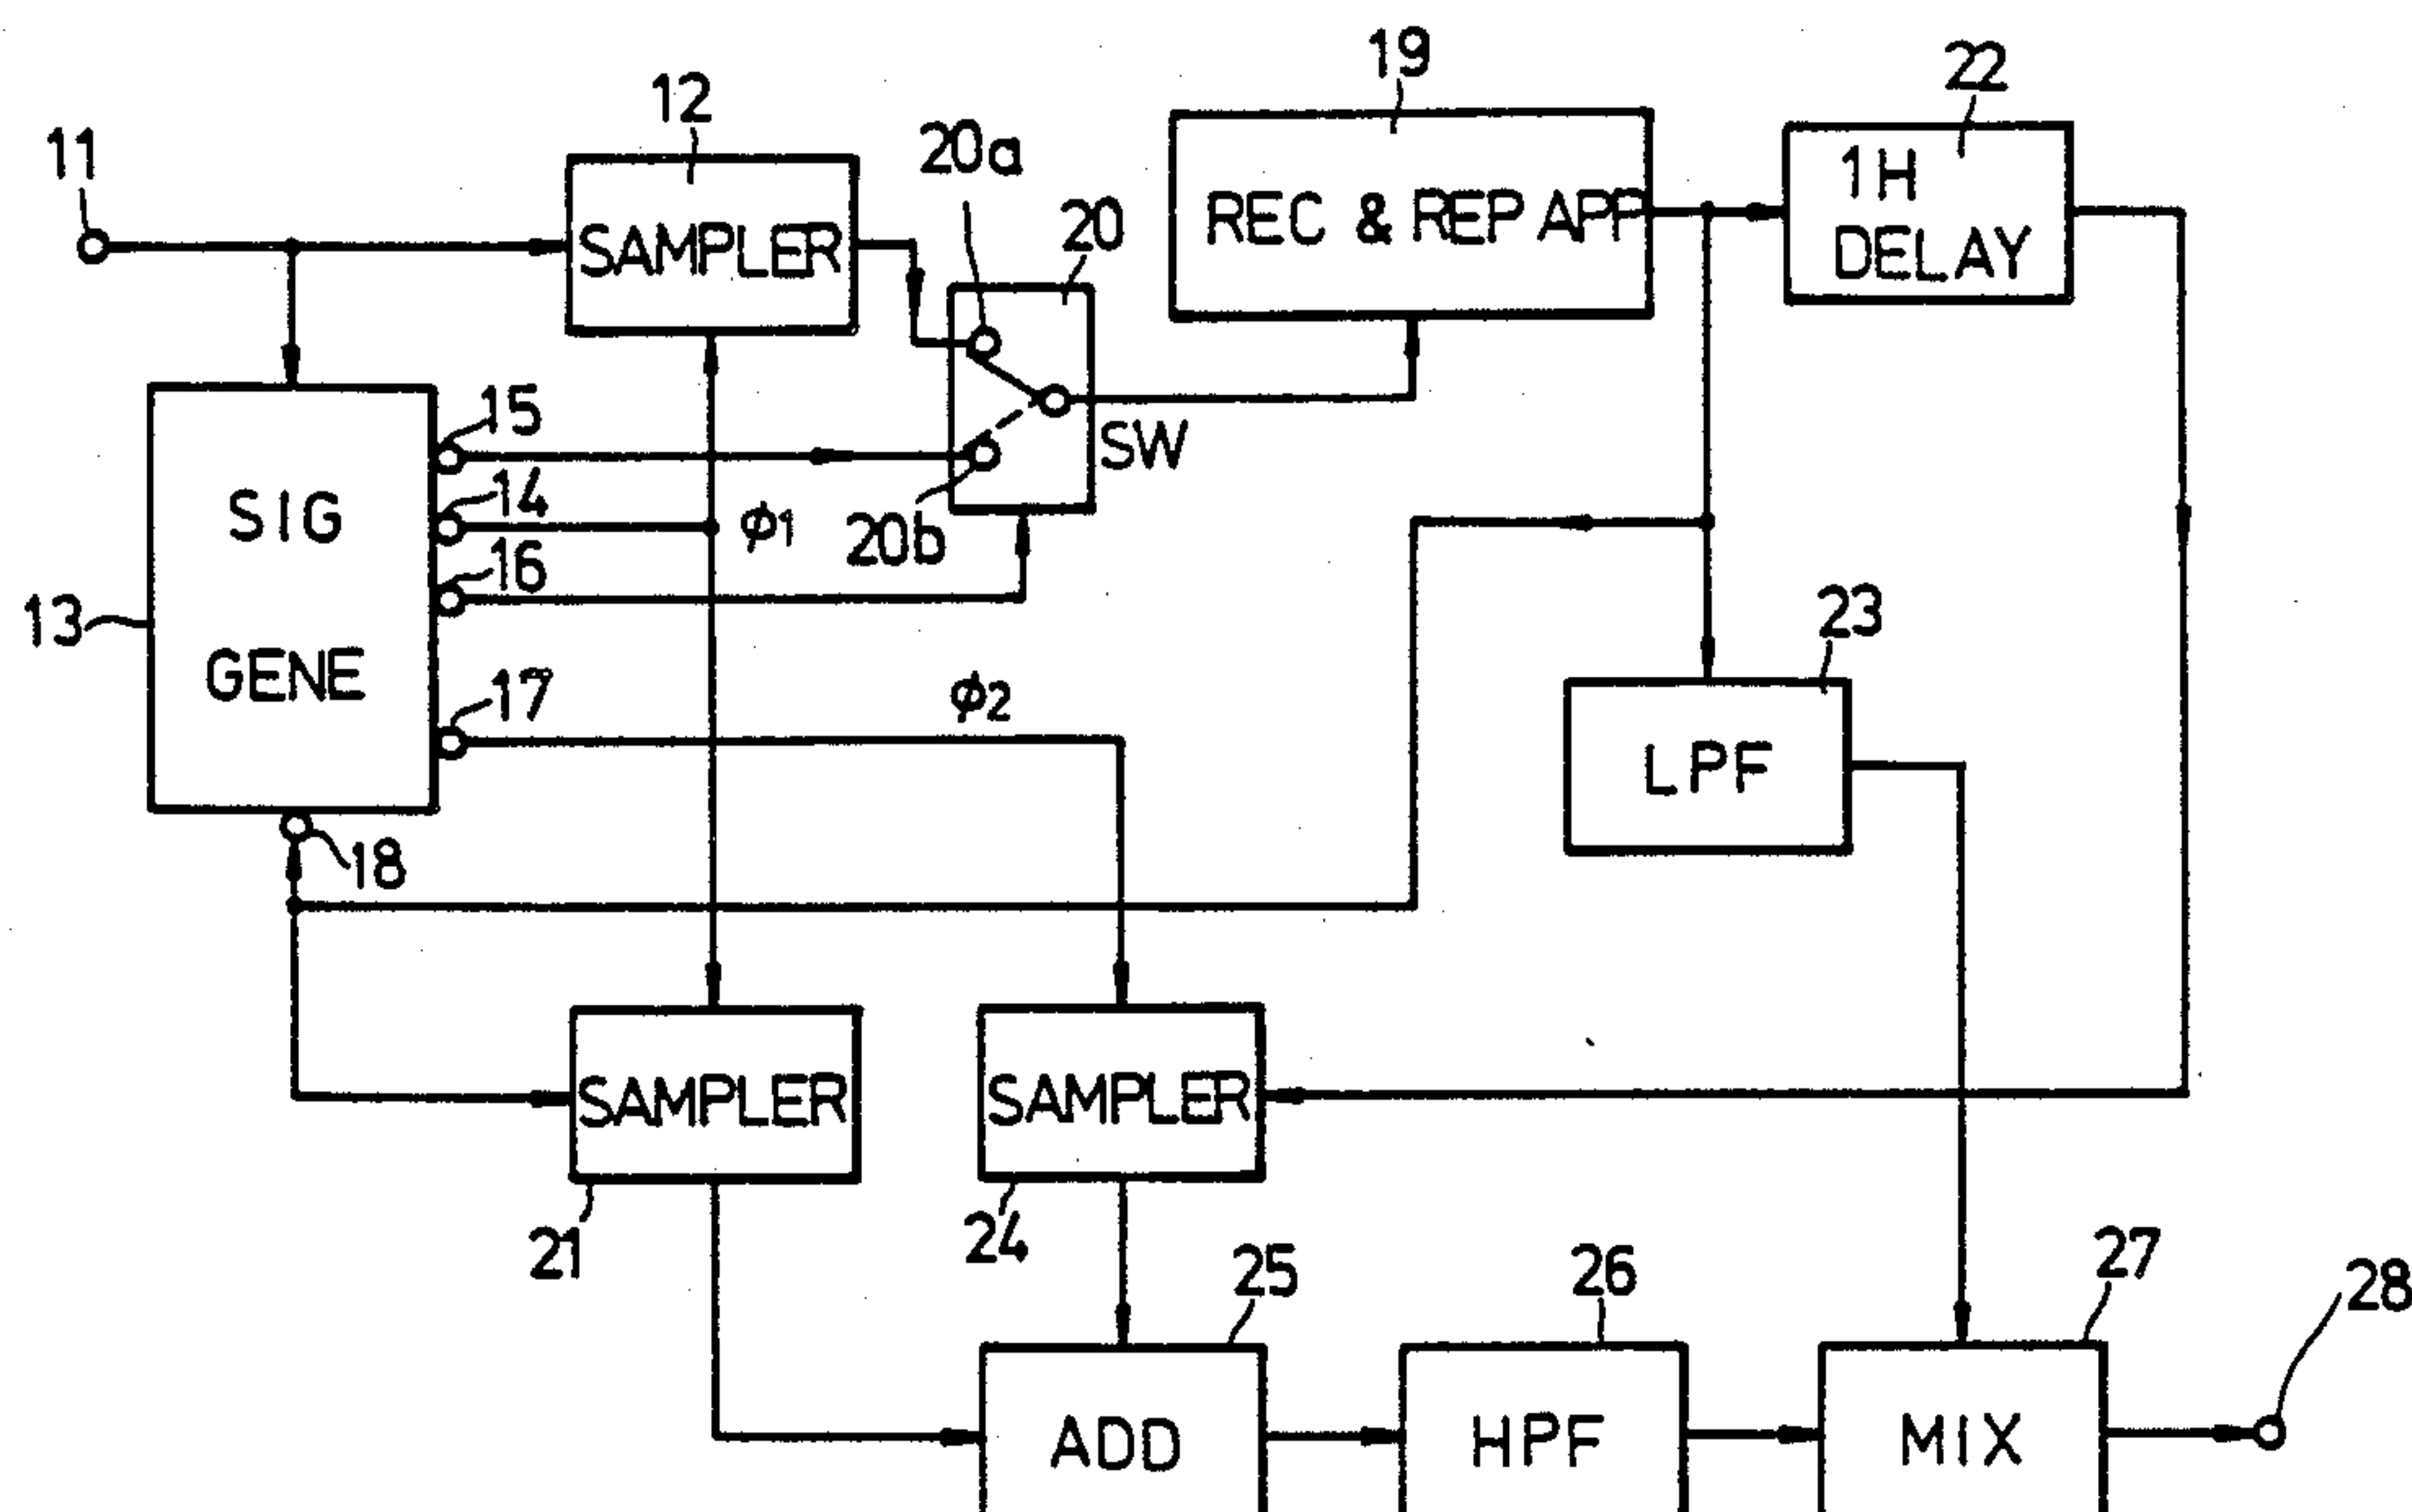 19
22
12
20a
11
1H
20
REC & REP APP
SAMPLER
DELAY
15
SW
14
SIG
φ1
20b
16
23
13
GENE
17
φ2
LPF
18
SAMPLER
SAMPLER
21
24
25
26
27
28
ADD
HPF
MIX